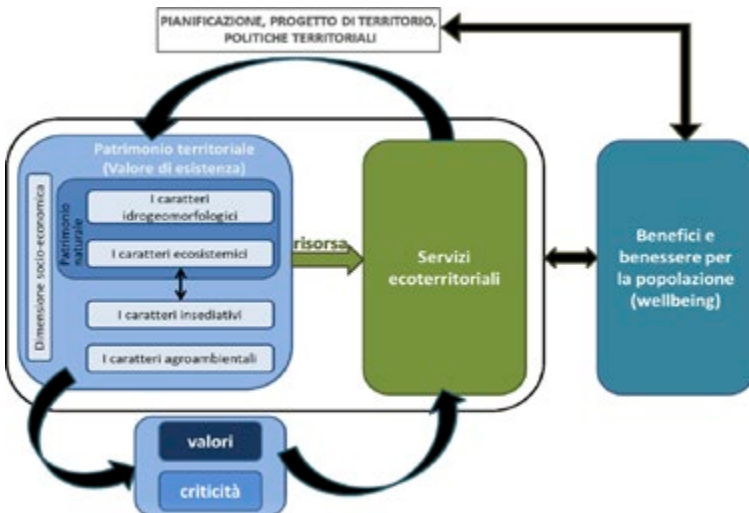 PIANIFICAZIONE, PROGETTO DI TERRITORIO,
POLITICHE TERRITORIALI
Patrimonio territoriale
(Valore di esistenza)
Dimensione socio-economica
Patrimonio
naturale
I caratteri
idrogeomorfologici
I caratteri ecosistemici
I caratteri insediativi
I caratteri agroambientali
risorsa
Servizi
ecoterritoriali
Benefici e
benessere per
la popolazione
(wellbeing)
valori
criticità